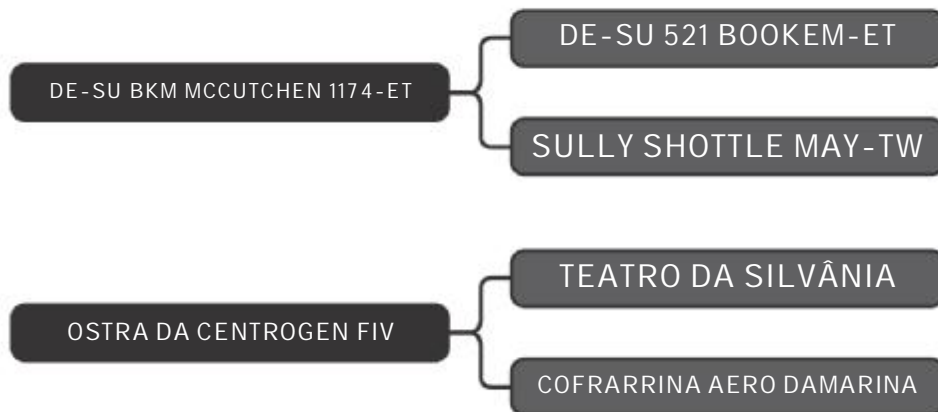 DE-SU 521 BOOKEM-ET
DE-SU BKM MCCUTCHEN 1174-ET
SULLY SHOTTLE MAY-TW
TEATRO DA SILVÂNIA
OSTRA DA CENTROGEN FIV
COFRARRINA AERO DAMARINA